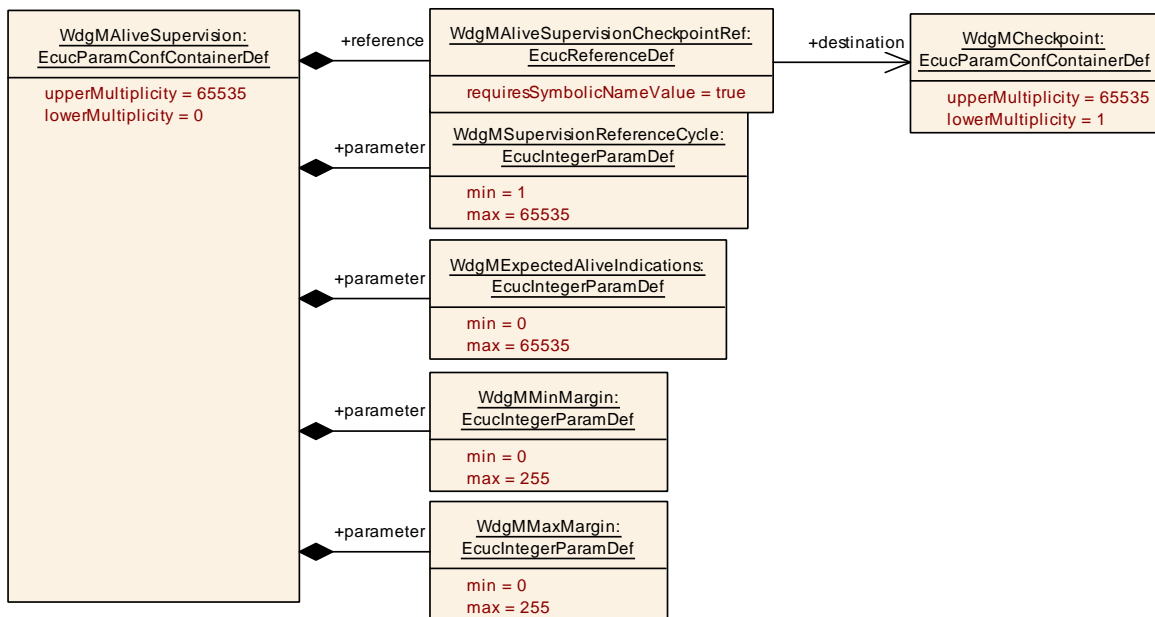 WdgMAliveSupervision:
EcucParamConfContainerDef
upperMultiplicity = 65535
lowerMultiplicity = 0
+reference
WdgMAliveSupervisionCheckpointRef:
EcucReferenceDef
requiresSymbolicNameValue = true
+destination
WdgMCheckpoint:
EcucParamConfContainerDef
upperMultiplicity = 65535
lowerMultiplicity = 1
+parameter
WdgMSupervisionReferenceCycle:
EcucIntegerParamDef
min = 1
max = 65535
+parameter
WdgMExpectedAliveIndications:
EcucIntegerParamDef
min = 0
max = 65535
+parameter
WdgMMinMargin:
EcucIntegerParamDef
min = 0
max = 255
+parameter
WdgMMaxMargin:
EcucIntegerParamDef
min = 0
max = 255